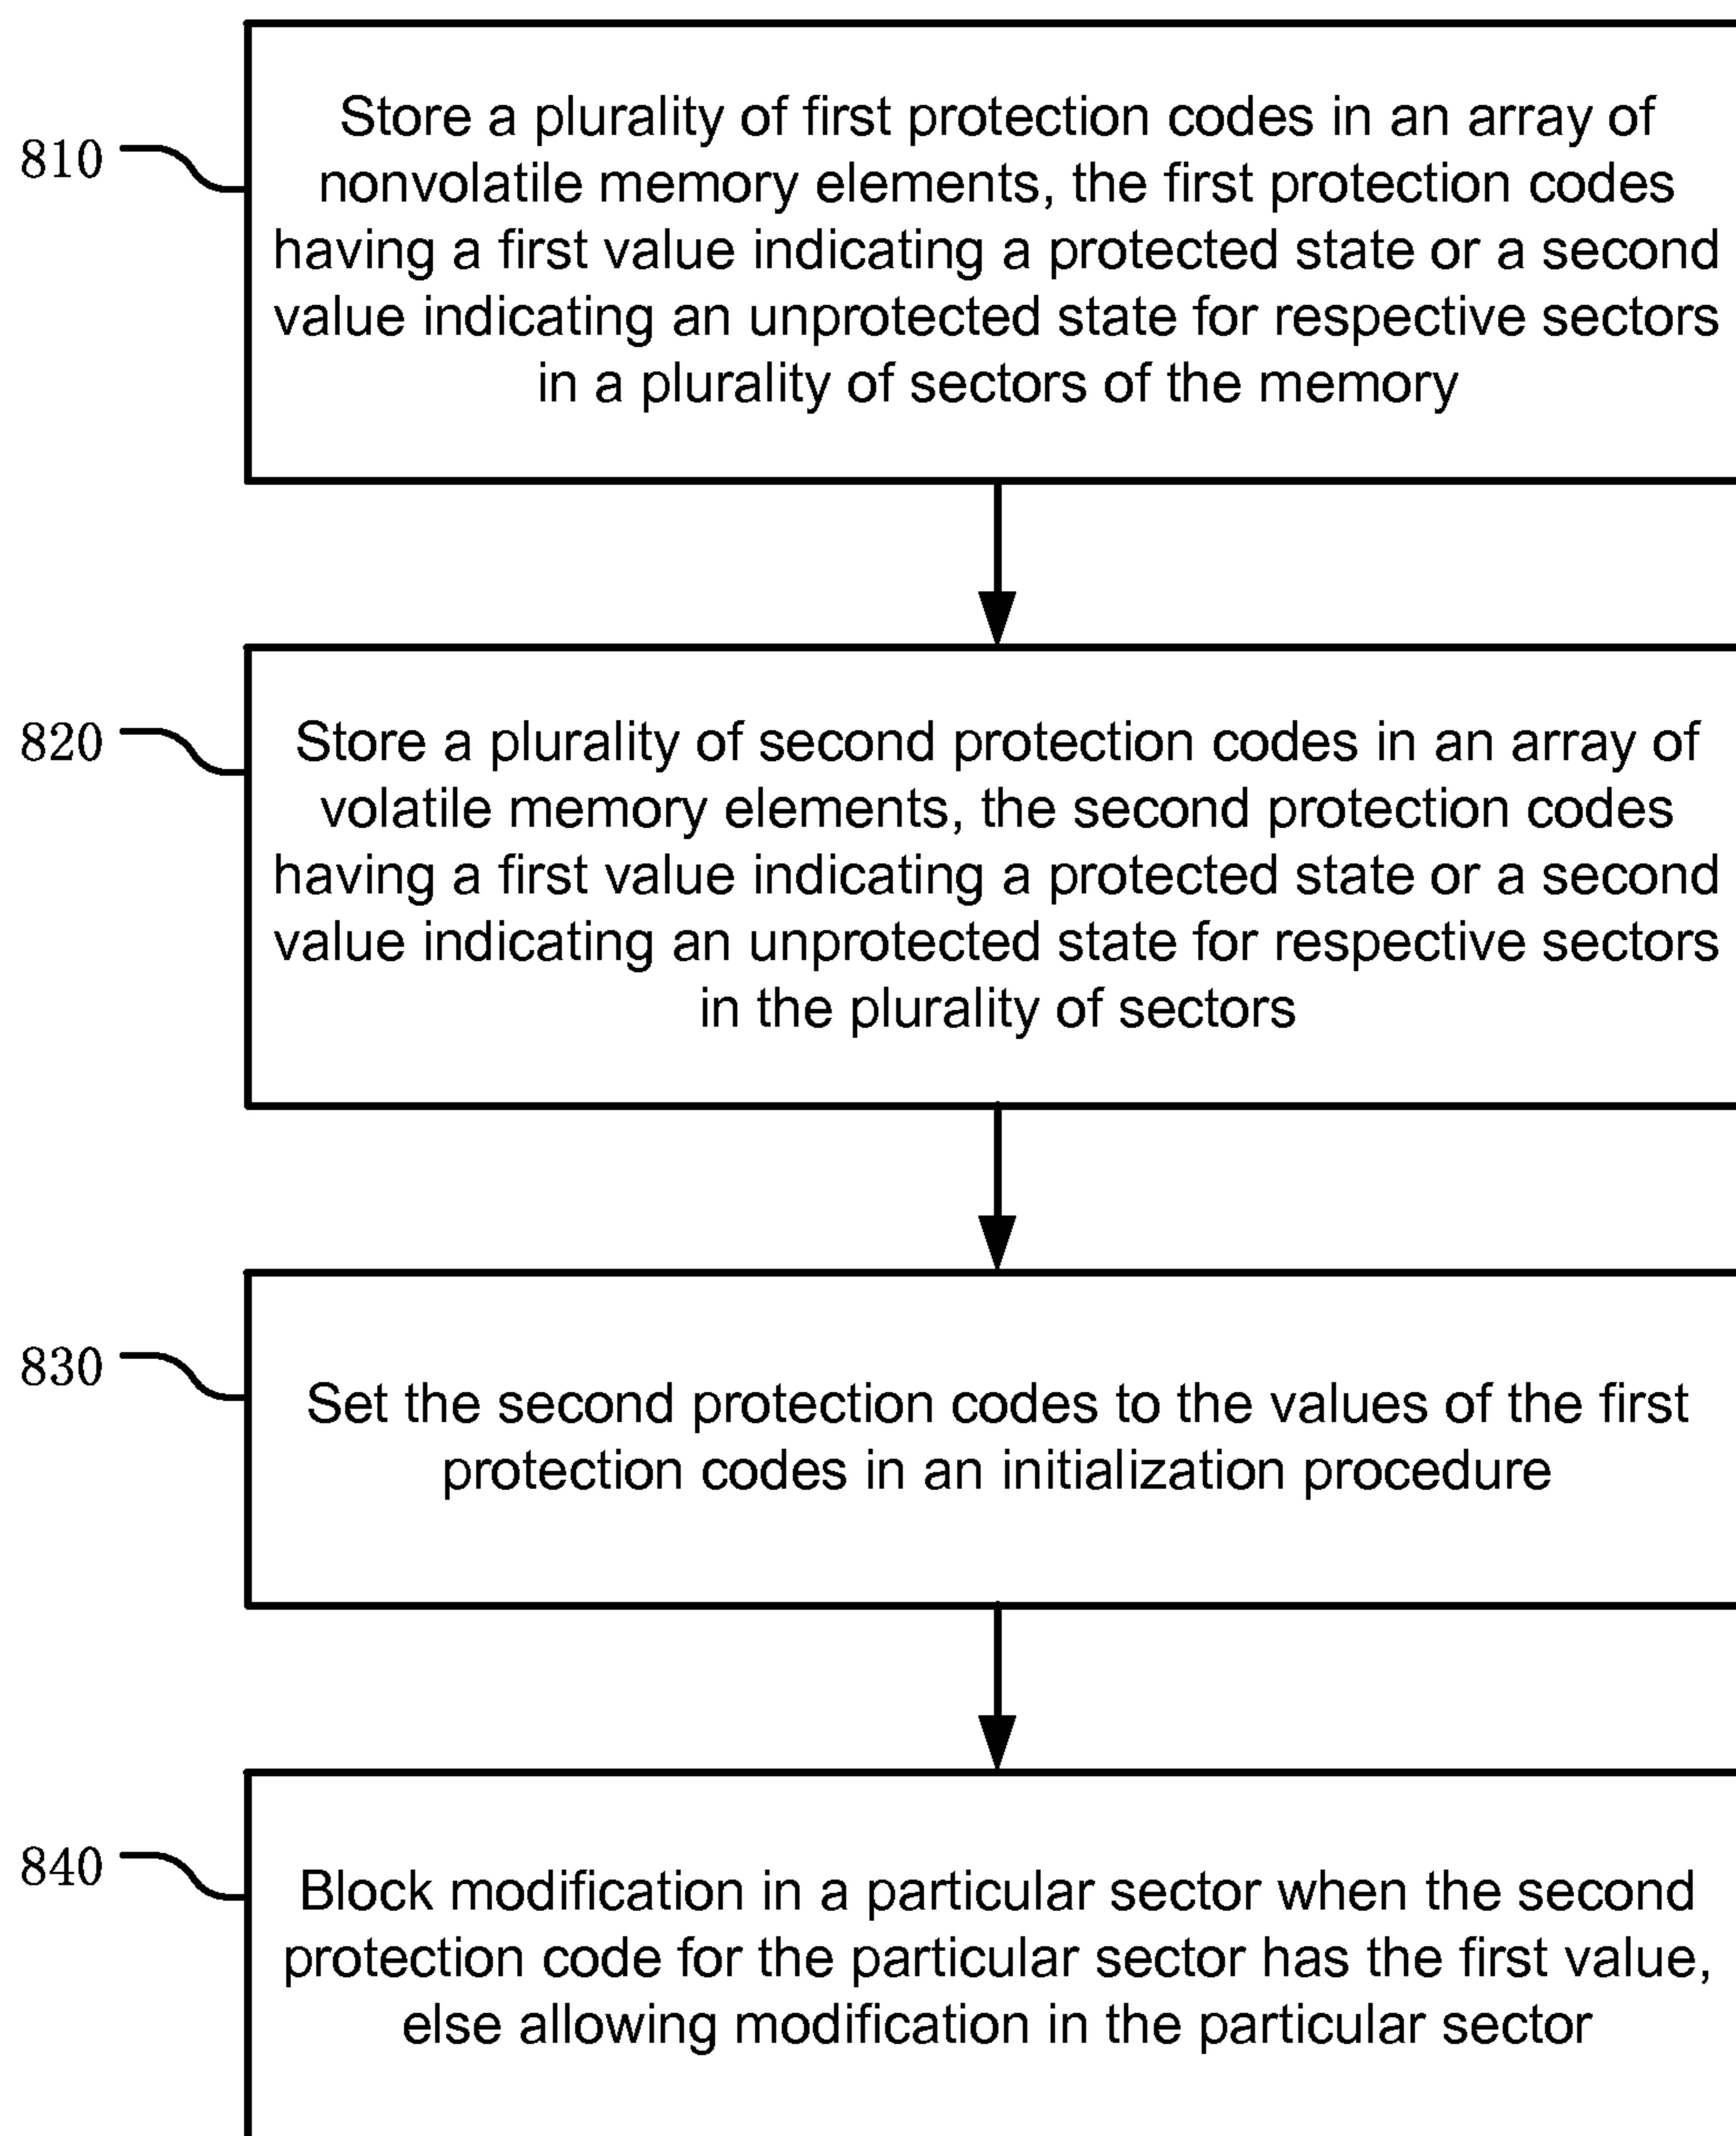 810
Store a plurality of first protection codes in an array of
nonvolatile memory elements, the first protection codes
having a first value indicating a protected state or a second
value indicating an unprotected state for respective sectors
in a plurality of sectors of the memory
820
Store a plurality of second protection codes in an array of
volatile memory elements, the second protection codes
having a first value indicating a protected state or a second
value indicating an unprotected state for respective sectors
in the plurality of sectors
830
Set the second protection codes to the values of the first
protection codes in an initialization procedure
840
Block modification in a particular sector when the second
protection code for the particular sector has the first value,
else allowing modification in the particular sector